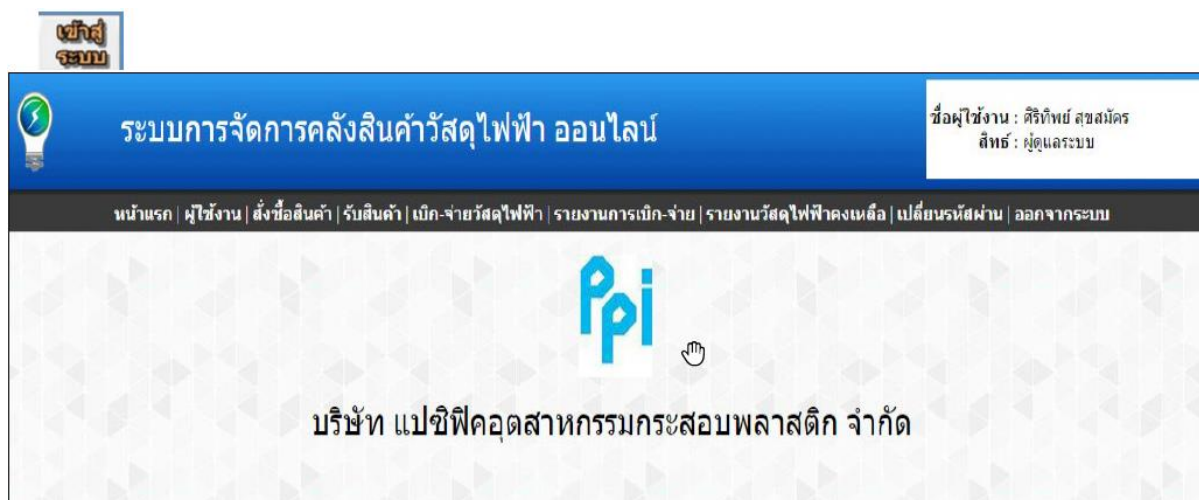 เข้าสู่
ระบบ
ระบบการจัดการคลังสินค้าวัสดุไฟฟ้า ออนไลน์
ชื่อผู้ใช้งาน : ศิริทิพย์ สุขสมัคร
สิทธ์ : ผู้ดูแลระบบ
หน้าแรก | ผู้ใช้งาน | สั่งซื้อสินค้า | รับสินค้า | เบิก-จ่ายวัสดุไฟฟ้า | รายงานการเบิก-จ่าย | รายงานวัสดุไฟฟ้าคงเหลือ | เปลี่ยนรหัสผ่าน | ออกจากระบบ
PPi
บริษัท แปซิฟิคอุตสาหกรรมกระสอบพลาสติก จำกัด